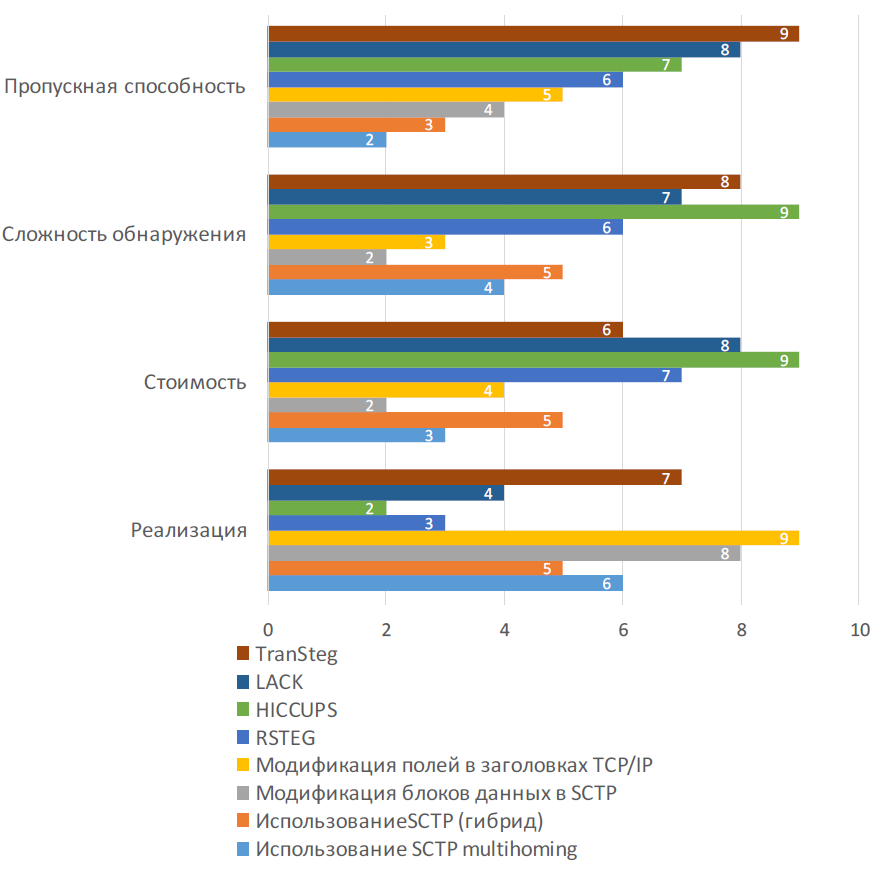 9
8
7
Пропускная способность
6
5
4
3
2
8
7
9
Сложность обнаружения
6
3
2
5
4
6
8
9
Стоимость
7
4
2
5
3
7
4
2
Реализация
3
9
8
5
6
0 2 4 6 8 10
TranSteg
LACK
HICCUPS
RSTEG
Модификация полей в заголовках TCP/IP
Модификация блоков данных в SCTP
ИспользованиеSCTP (гибрид)
Использование SCTP multihoming